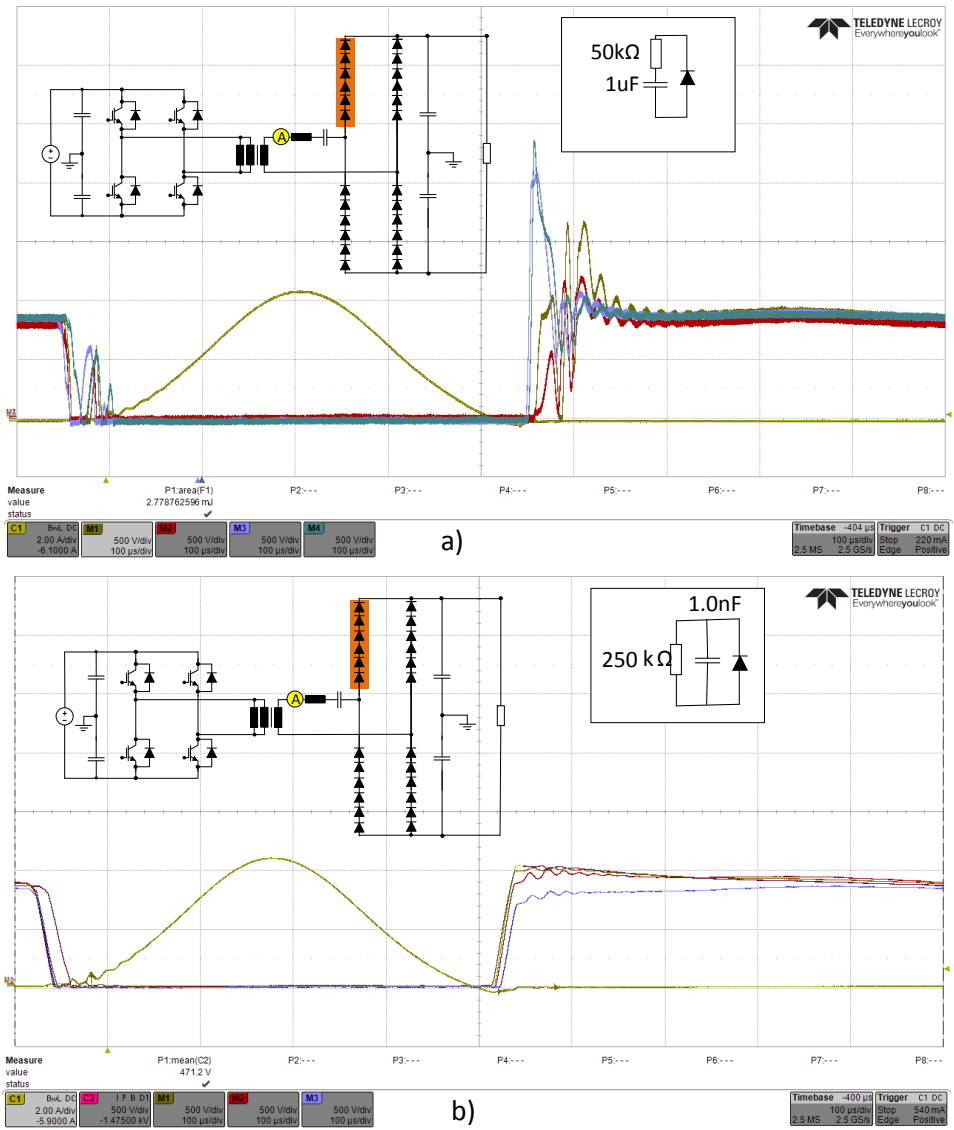 TELEDYNE LECROY
Everywhereyoulook™
50kΩ
1uF
A
M1
Measure P1:area(F1) P2:--- P3:--- P4:--- P5:--- P6:--- P7:--- P8:---
value 2.778762596 mJ
status ✓
C1 BwL DC M1 M2 M3 M4 Timebase -404 µs Trigger C1 DC
2.00 A/div 500 V/div 500 V/div 500 V/div 500 V/div 100 µs/div Stop 220 mA
-6.1000 A 100 µs/div 100 µs/div 100 µs/div 100 µs/div 2.5 MS 2.5 GS/s Edge Positive
a)
TELEDYNE LECROY
Everywhereyoulook™
1.0nF
250 kΩ
A
Measure P1:mean(C2) P2:--- P3:--- P4:--- P5:--- P6:--- P7:--- P8:---
value 471.2 V
status ✓
C1 BwL DC C2 I F B D1 M1 M2 M3 Timebase -400 µs Trigger C1 DC
2.00 A/div 500 V/div 500 V/div 500 V/div 500 V/div 100 µs/div Stop 540 mA
-5.9000 A -1.47500 kV 100 µs/div 100 µs/div 100 µs/div 2.5 MS 2.5 GS/s Edge Positive
b)